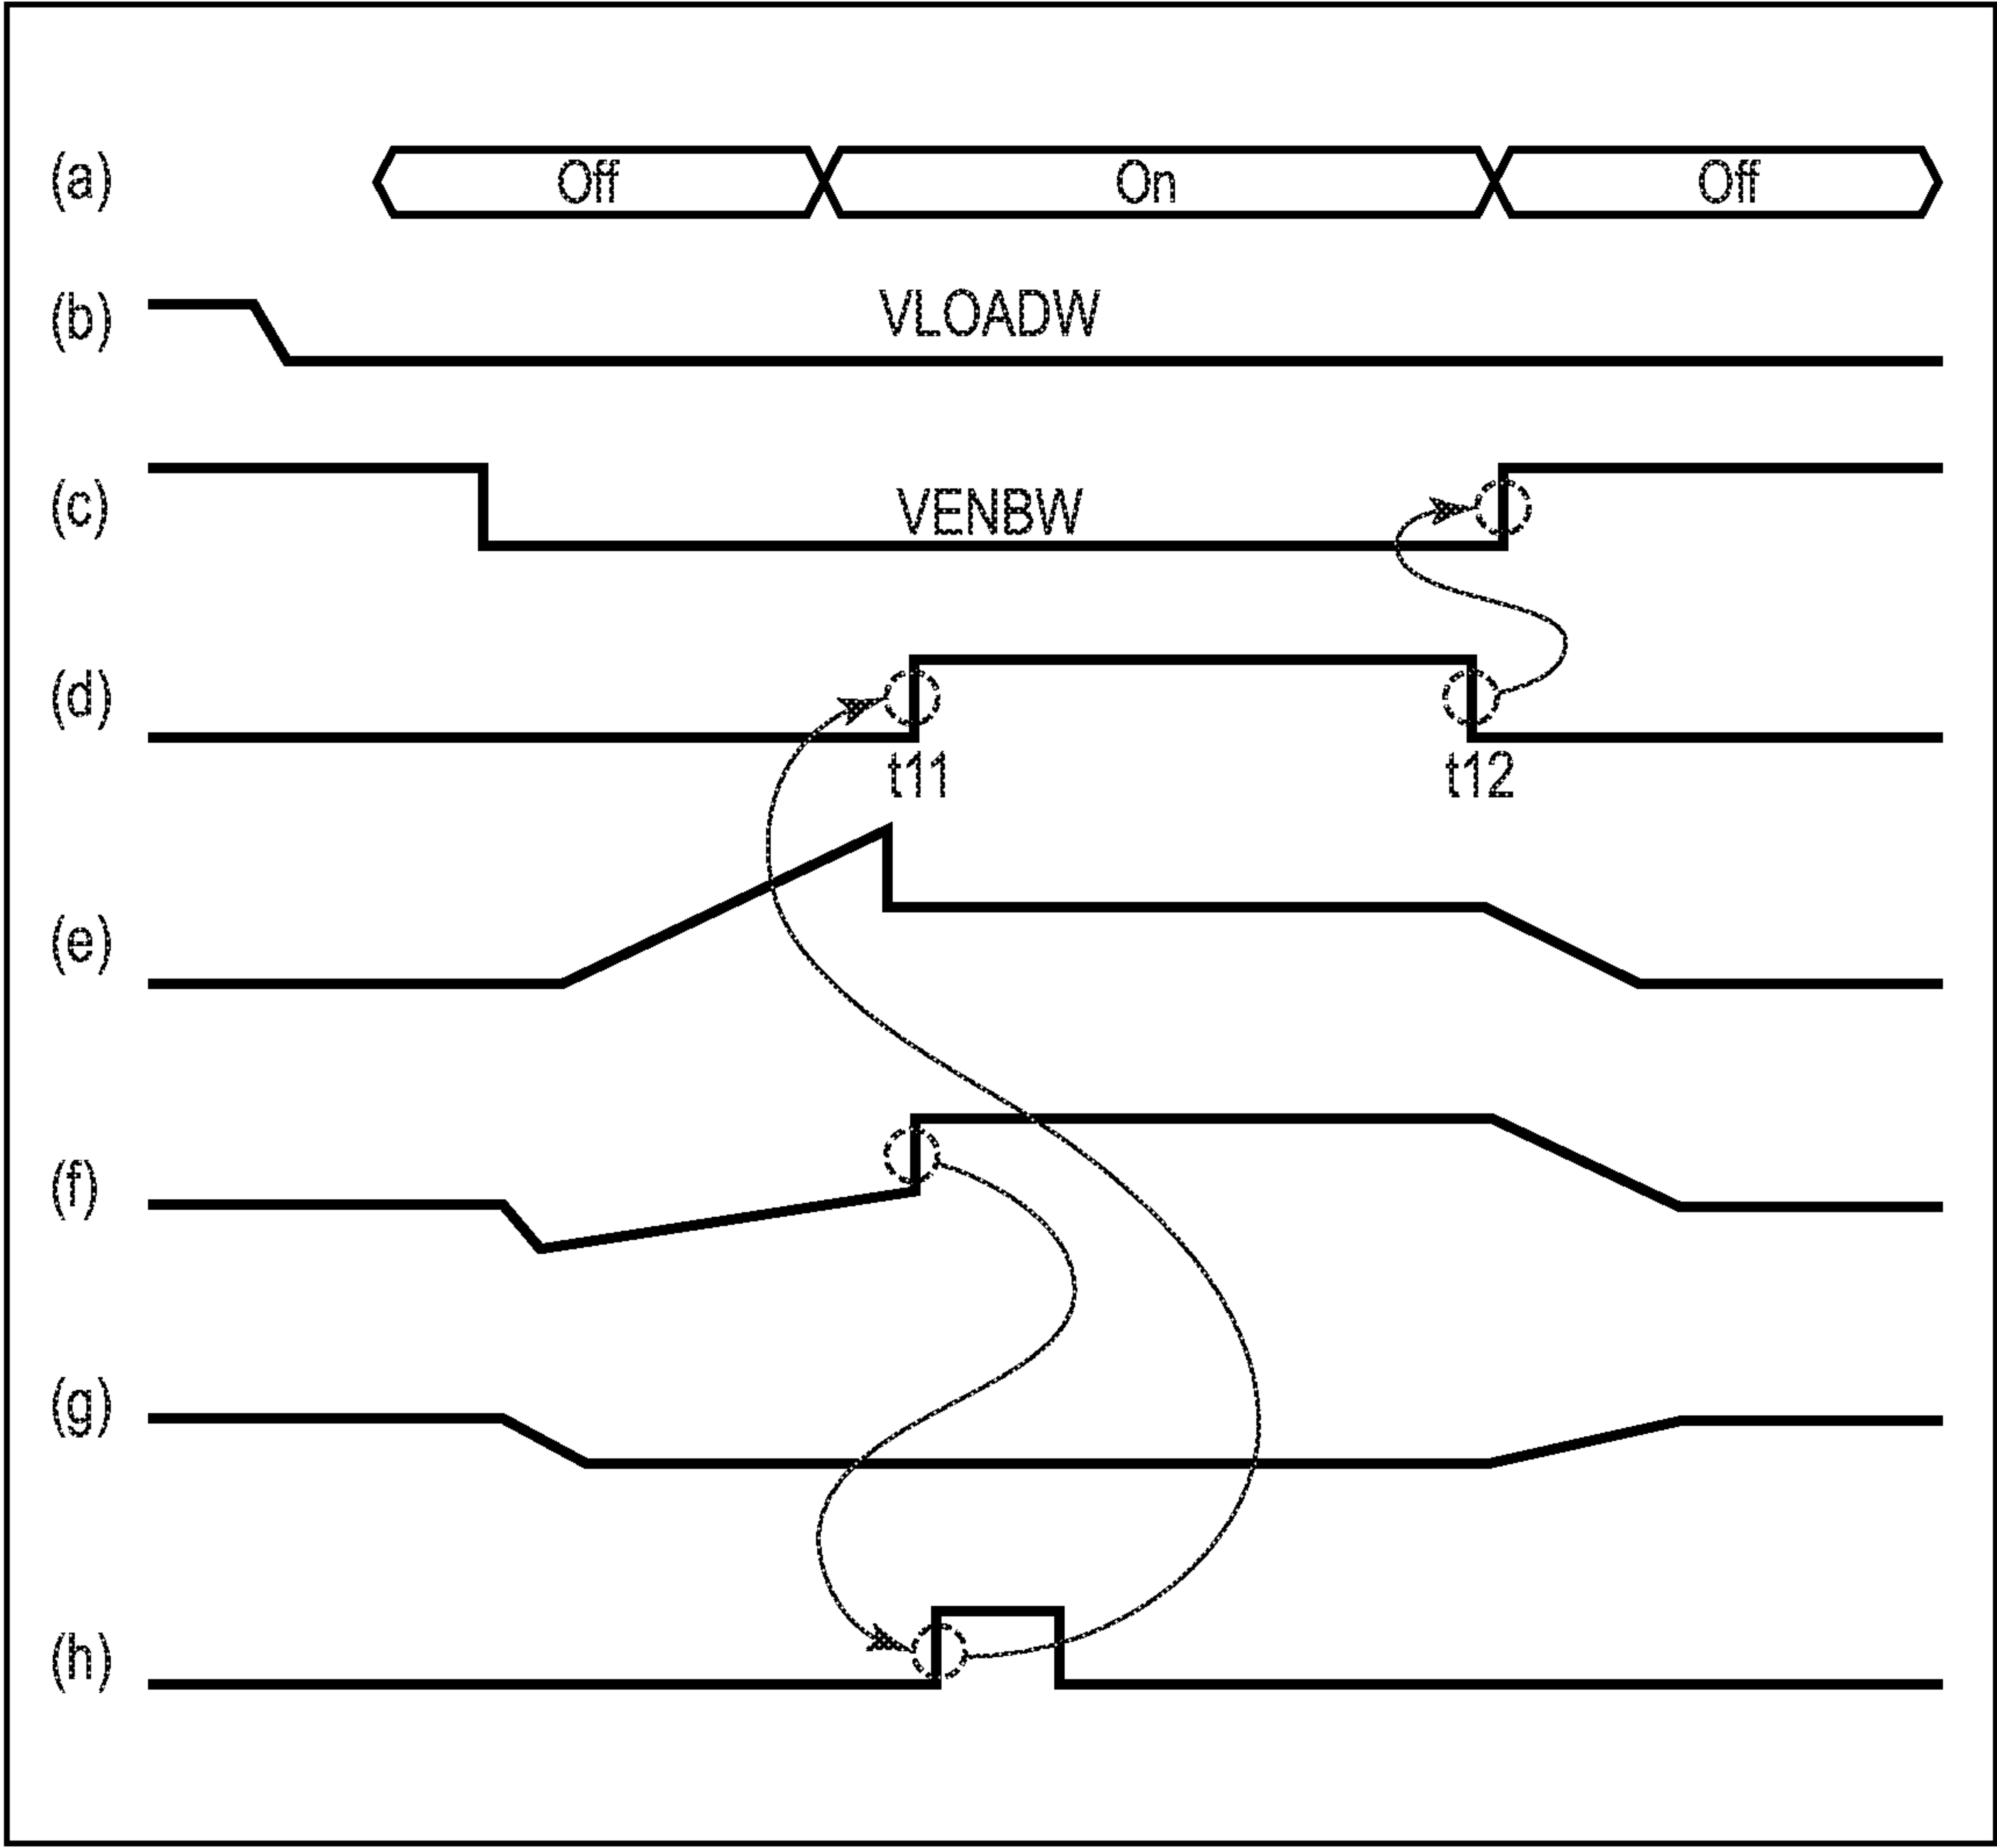 (a) Off On Off
(b) VLOADW
(c) VENBW
(d)
t11 t12
(e)
(f)
(g)
(h)